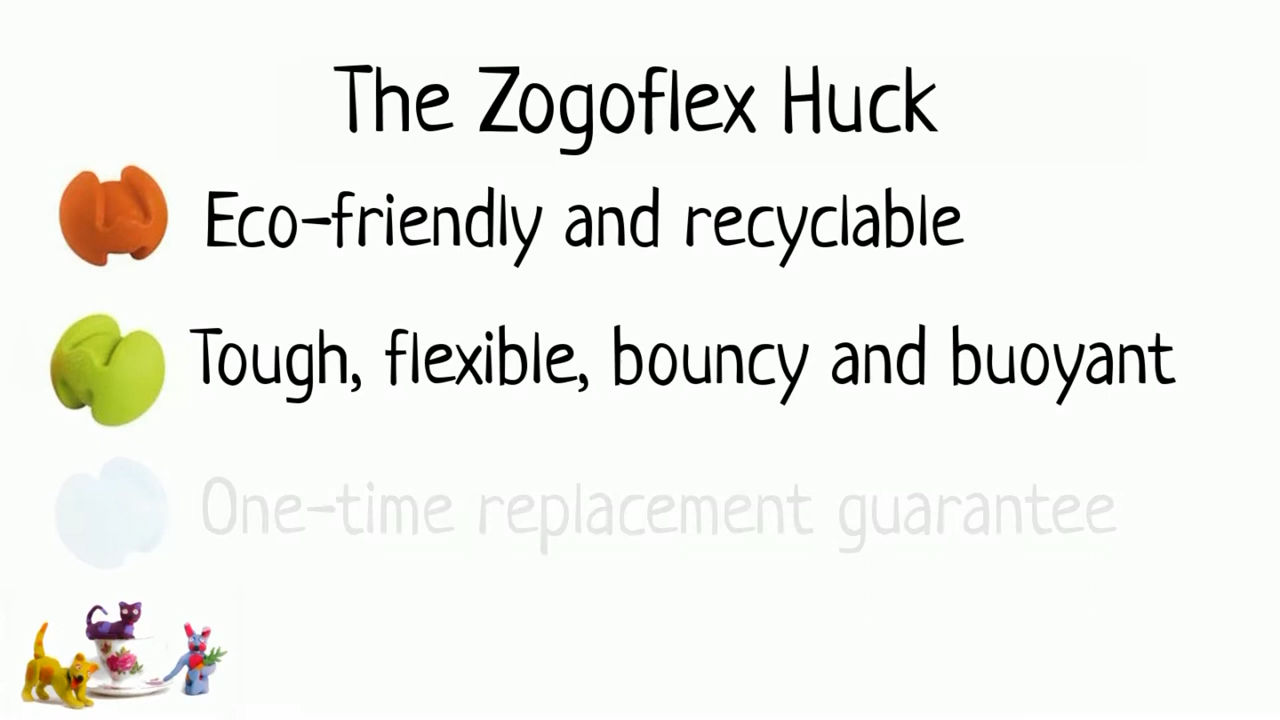 The Zogoflex Huck
Eco-friendly and recyclable
Tough, flexible, bouncy and buoyant
One-time replacement guarantee